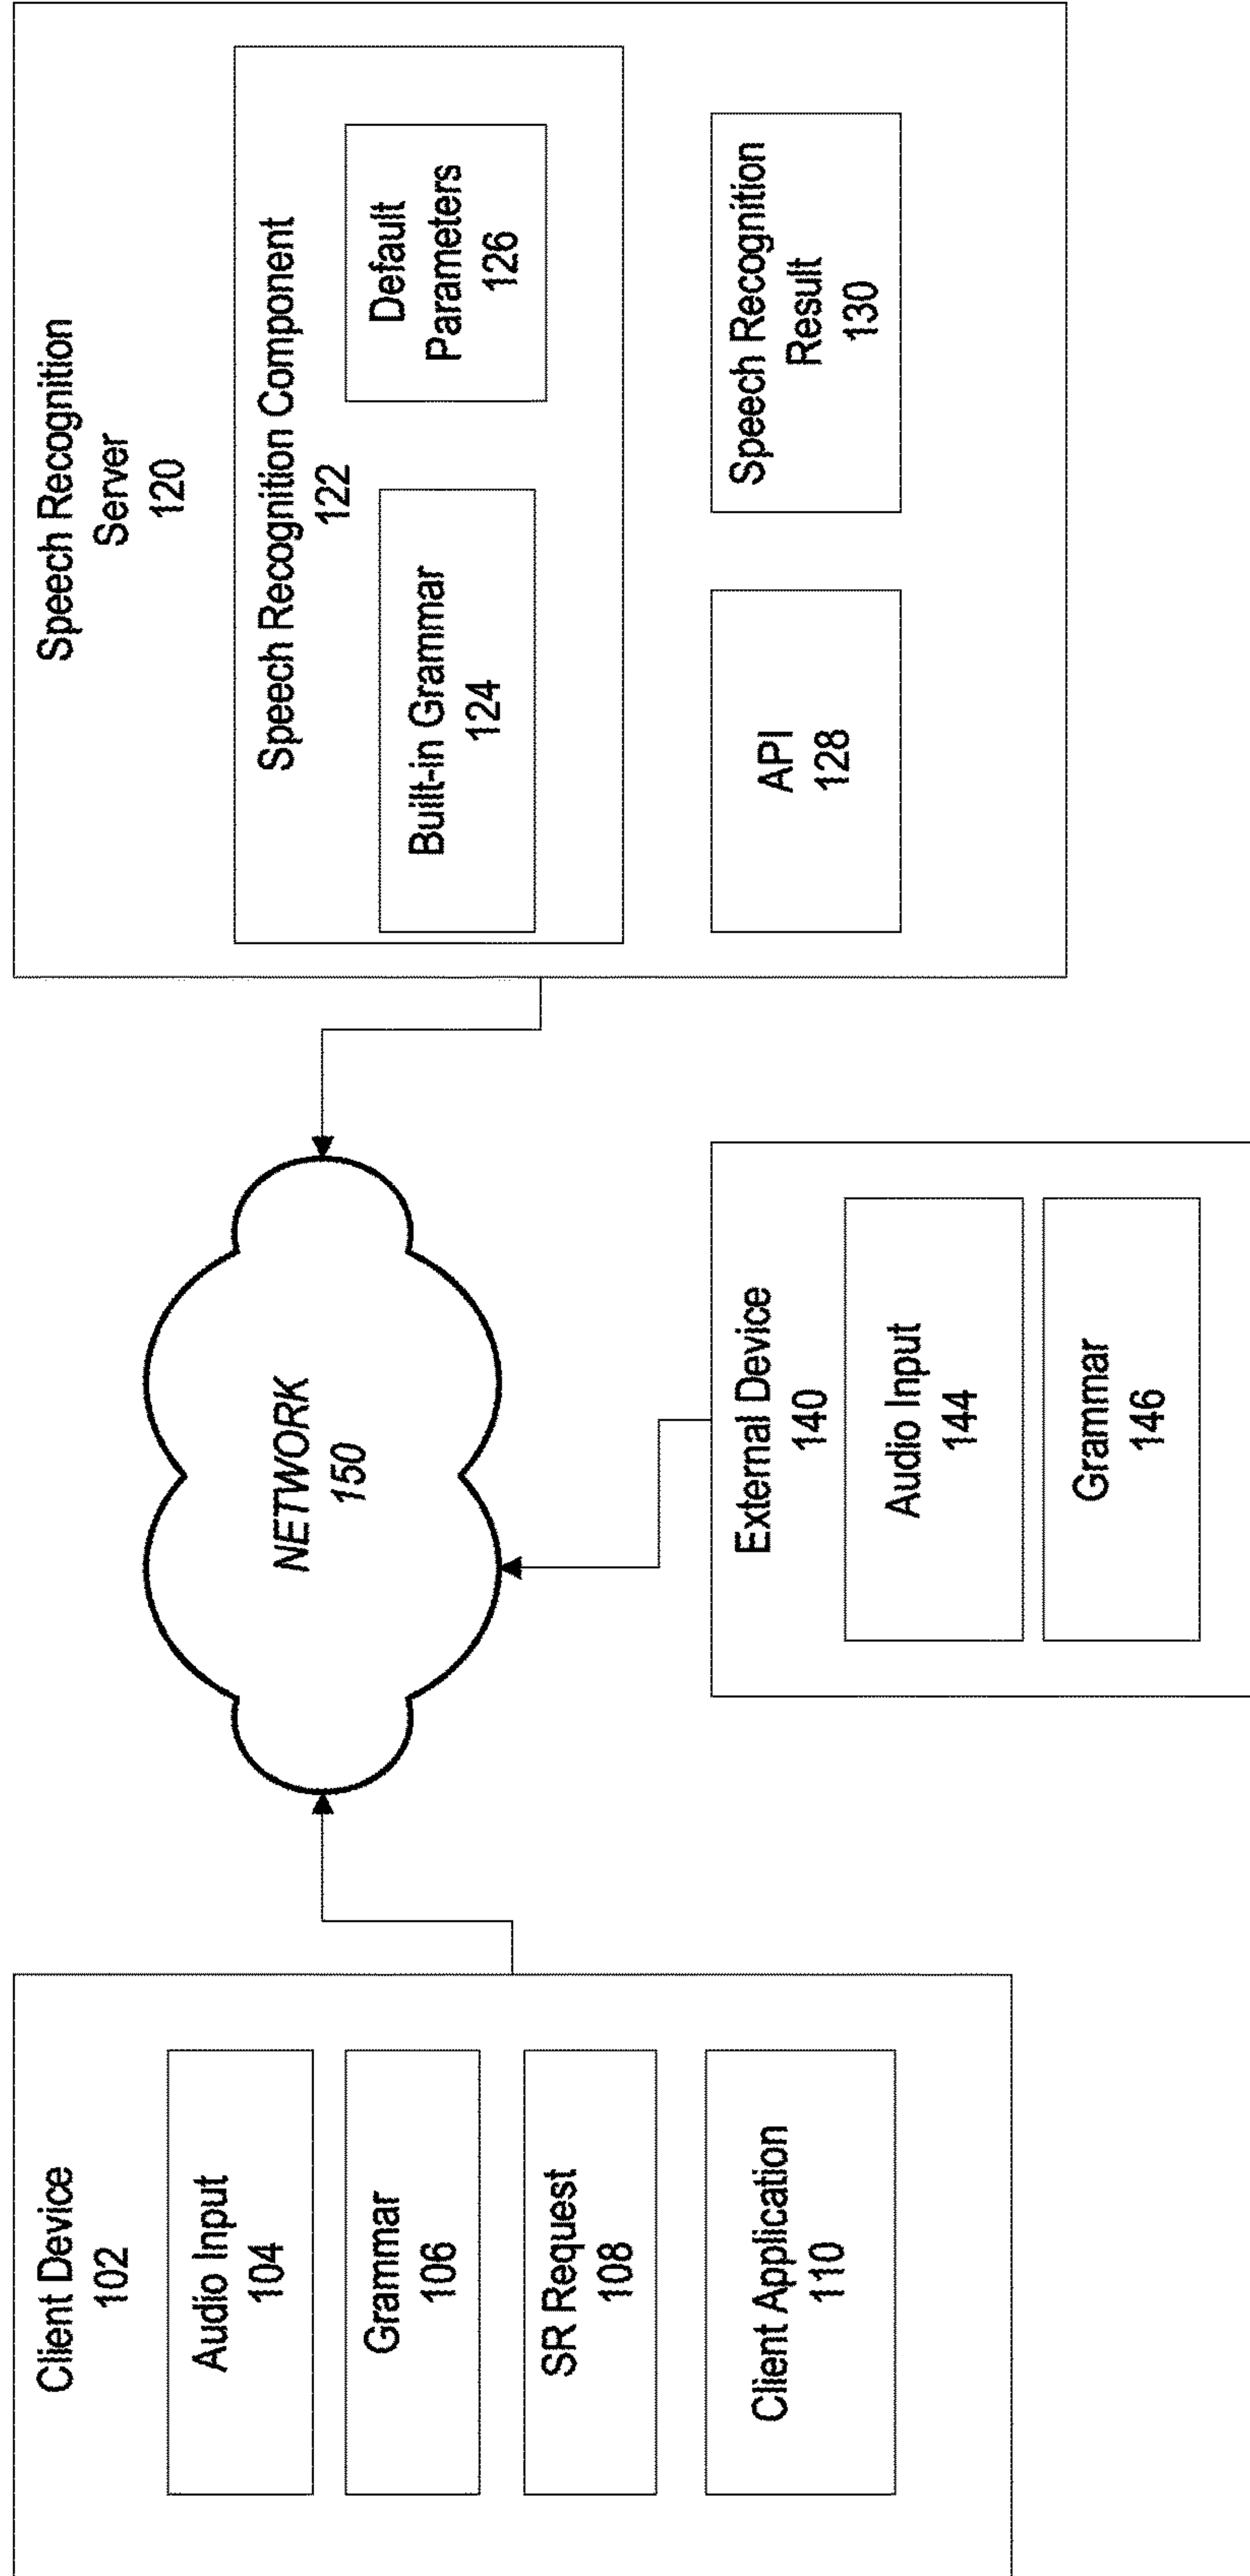 Client Device
102
Audio Input
104
Grammar
106
SR Request
108
Client Application
110
NETWORK
150
External Device
140
Audio Input
144
Grammar
146
Speech Recognition
Server
120
Speech Recognition Component
122
Built-in Grammar
124
Default
Parameters
126
API
128
Speech Recognition
Result
130